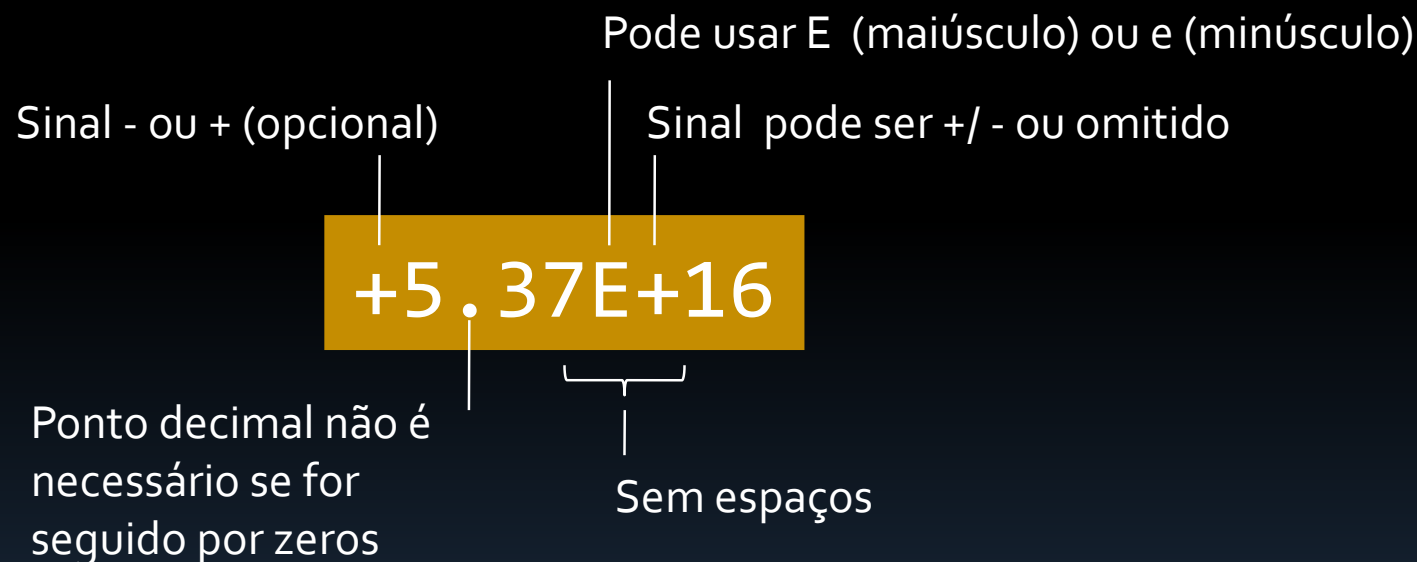 Pode usar E (maiúsculo) ou e (minúsculo)
Sinal - ou + (opcional)
Sinal pode ser +/ - ou omitido
+5.37E+16
Ponto decimal não é
necessário se for
seguido por zeros
Sem espaços